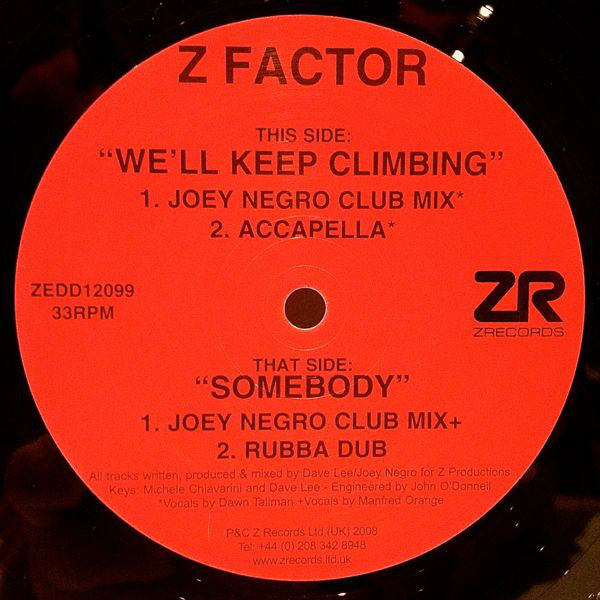 Z FACTOR
THIS SIDE:
"WE'LL KEEP CLIMBING"
1. JOEY NEGRO CLUB MIX*
2. ACCAPELLA*
ZEDD12099
33RPM
ZR
ZRECORDS
THAT SIDE:
"SOMEBODY"
1. JOEY NEGRO CLUB MIX+
2. RUBBA DUB
All tracks written, produced & mixed by Dave Lee/Joey Negro for Z Productions
Keys: Michele Chiavarini and Dave Lee - Engineered by John O'Donnell
*Vocals by Dawn Tallman +Vocals by Manfred Orange
P&C Z Records Ltd (UK) 2008
Tel: +44 (0) 208 342 8948
www.zrecords.ltd.uk